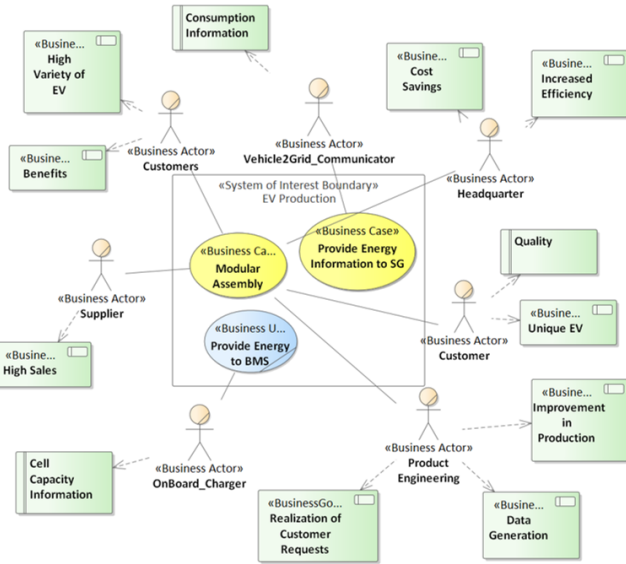 Consumption
Information
«Busine...
High
Variety of
EV
«Busine...
Cost
Savings
«Busine...
Increased
Efficiency
«Business Actor»
Customers
«Business Actor»
Vehicle2Grid_Communicator
«Busine...
Benefits
«Business Actor»
Headquarter
«System of Interest Boundary»
EV Production
«Business Case»
Provide Energy
Information to SG
«Business Ca...
Modular
Assembly
Quality
«Business Actor»
Supplier
«Busine...
Unique EV
«Business U...
Provide Energy
to BMS
«Business Actor»
Customer
«Busine...
High Sales
«Busine...
Improvement
in
Production
«Business Actor»
Product
Engineering
Cell
Capacity
Information
«Business Actor»
OnBoard_Charger
«BusinessGo...
Realization of
Customer
Requests
«Busine...
Data
Generation